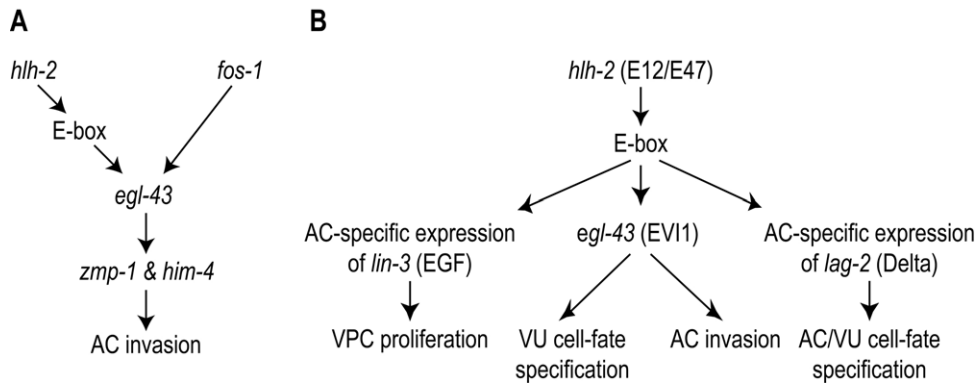 A
hlh-2
fos-1
E-box
egl-43
zmp-1 & him-4
AC invasion
B
hlh-2 (E12/E47)
E-box
AC-specific expression
of lin-3 (EGF)
egl-43 (EVI1)
AC-specific expression
of lag-2 (Delta)
VPC proliferation
VU cell-fate
specification
AC invasion
AC/VU cell-fate
specification